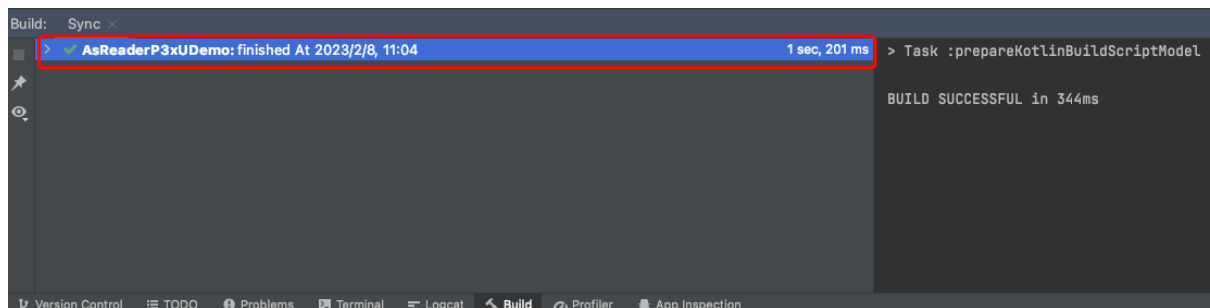 Build: Sync
AsReaderP3xUDemo: finished At 2023/2/8, 11:04 1 sec, 201 ms
> Task :prepareKotlinBuildScriptModel
BUILD SUCCESSFUL in 344ms
Version Control TODO Problems Terminal Logcat Build Profiler App Inspection